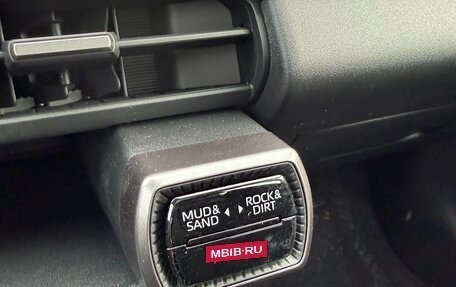 MUD& ROCK&
SAND DIRT
MBIB-RU